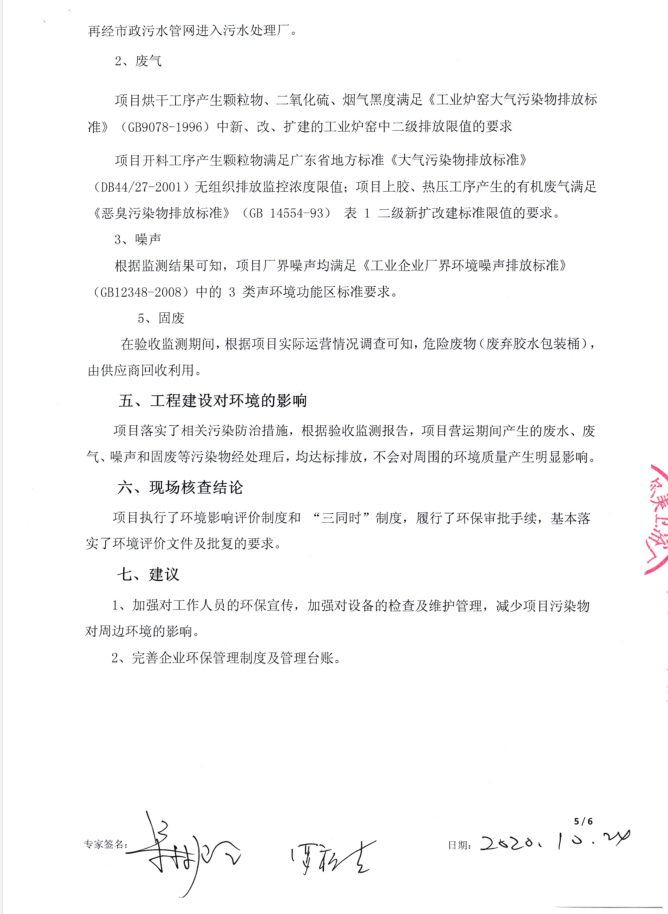 再经市政污水管网进入污水处理厂。
2、废气
项目烘干工序产生颗粒物、二氧化硫、烟气黑度满足《工业炉窑大气污染物排放标
准》（GB9078-1996）中新、改、扩建的工业炉窑中二级排放限值的要求
项目开料工序产生颗粒物满足广东省地方标准《大气污染物排放标准》
（DB44/27-2001）无组织排放监控浓度限值；项目上胶、热压工序产生的有机废气满足
《恶臭污染物排放标准》（GB 14554-93） 表 1 二级新扩改建标准限值的要求。
3、噪声
根据监测结果可知，项目厂界噪声均满足《工业企业厂界环境噪声排放标准》
（GB12348-2008）中的 3 类声环境功能区标准要求。
5、固废
在验收监测期间，根据项目实际运营情况调查可知，危险废物（废弃胶水包装桶），
由供应商回收利用。
五、工程建设对环境的影响
项目落实了相关污染防治措施，根据验收监测报告，项目营运期间产生的废水、废
气、噪声和固废等污染物经处理后，均达标排放，不会对周围的环境质量产生明显影响。
六、现场核查结论
项目执行了环境影响评价制度和 “三同时”制度，履行了环保审批手续，基本落
实了环境评价文件及批复的要求。
七、建议
1、加强对工作人员的环保宣传，加强对设备的检查及维护管理，减少项目污染物
对周边环境的影响。
2、完善企业环保管理制度及管理台账。
5/6
专家签名：
日期：2020.10.24